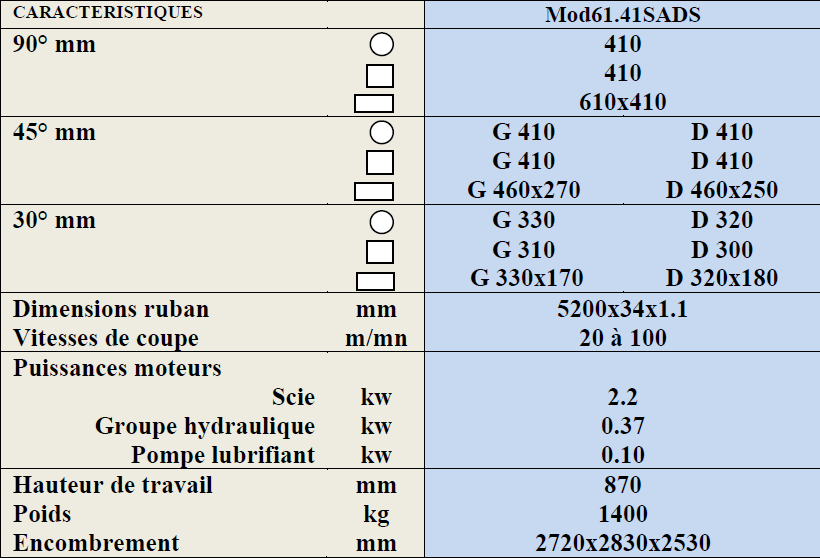 CARACTERISTIQUES Mod61.41SADS
90° mm 410
410
610x410
45° mm G 410 D 410
G 410 D 410
G 460x270 D 460x250
30° mm G 330 D 320
G 310 D 300
G 330x170 D 320x180
Dimensions ruban mm 5200x34x1.1
Vitesses de coupe m/mn 20 à 100
Puissances moteurs
Scie kw 2.2
Groupe hydraulique kw 0.37
Pompe lubrifiant kw 0.10
Hauteur de travail mm 870
Poids kg 1400
Encombrement mm 2720x2830x2530